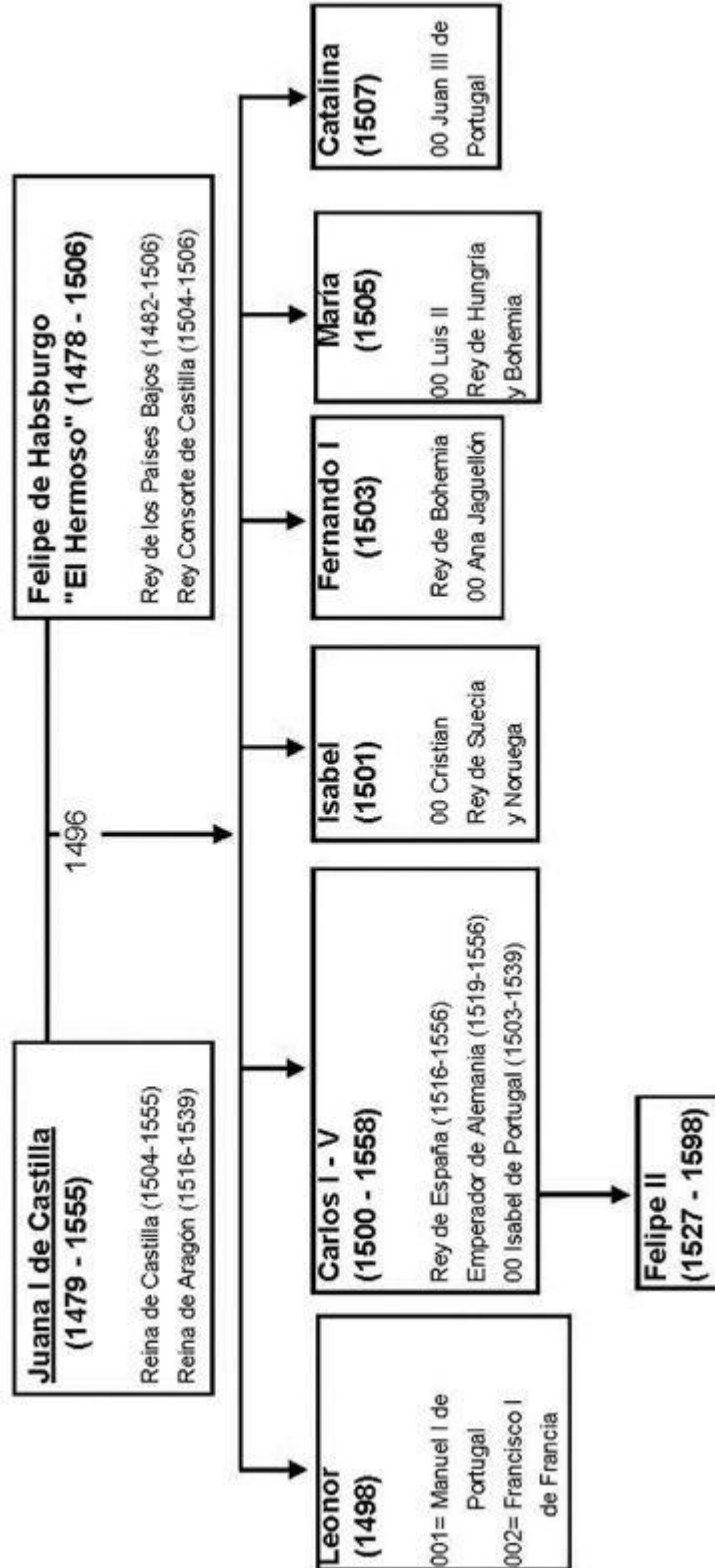 Juana I de Castilla
(1479 - 1555)
Reina de Castilla (1504-1555)
Reina de Aragón (1516-1539)
1496
Felipe de Habsburgo
"El Hermoso" (1478 - 1506)
Rey de los Países Bajos (1482-1506)
Rey Consorte de Castilla (1504-1506)
Leonor
(1498)
001= Manuel I de
Portugal
002= Francisco I
de Francia
Carlos I - V
(1500 - 1558)
Rey de España (1516-1556)
Emperador de Alemania (1519-1556)
00 Isabel de Portugal (1503-1539)
Isabel
(1501)
00 Cristian
Rey de Suecia
y Noruega
Fernando I
(1503)
Rey de Bohemia
00 Ana Jaguellón
María
(1505)
00 Luis II
Rey de Hungría
y Bohemia
Catalina
(1507)
00 Juan III de
Portugal
Felipe II
(1527 - 1598)